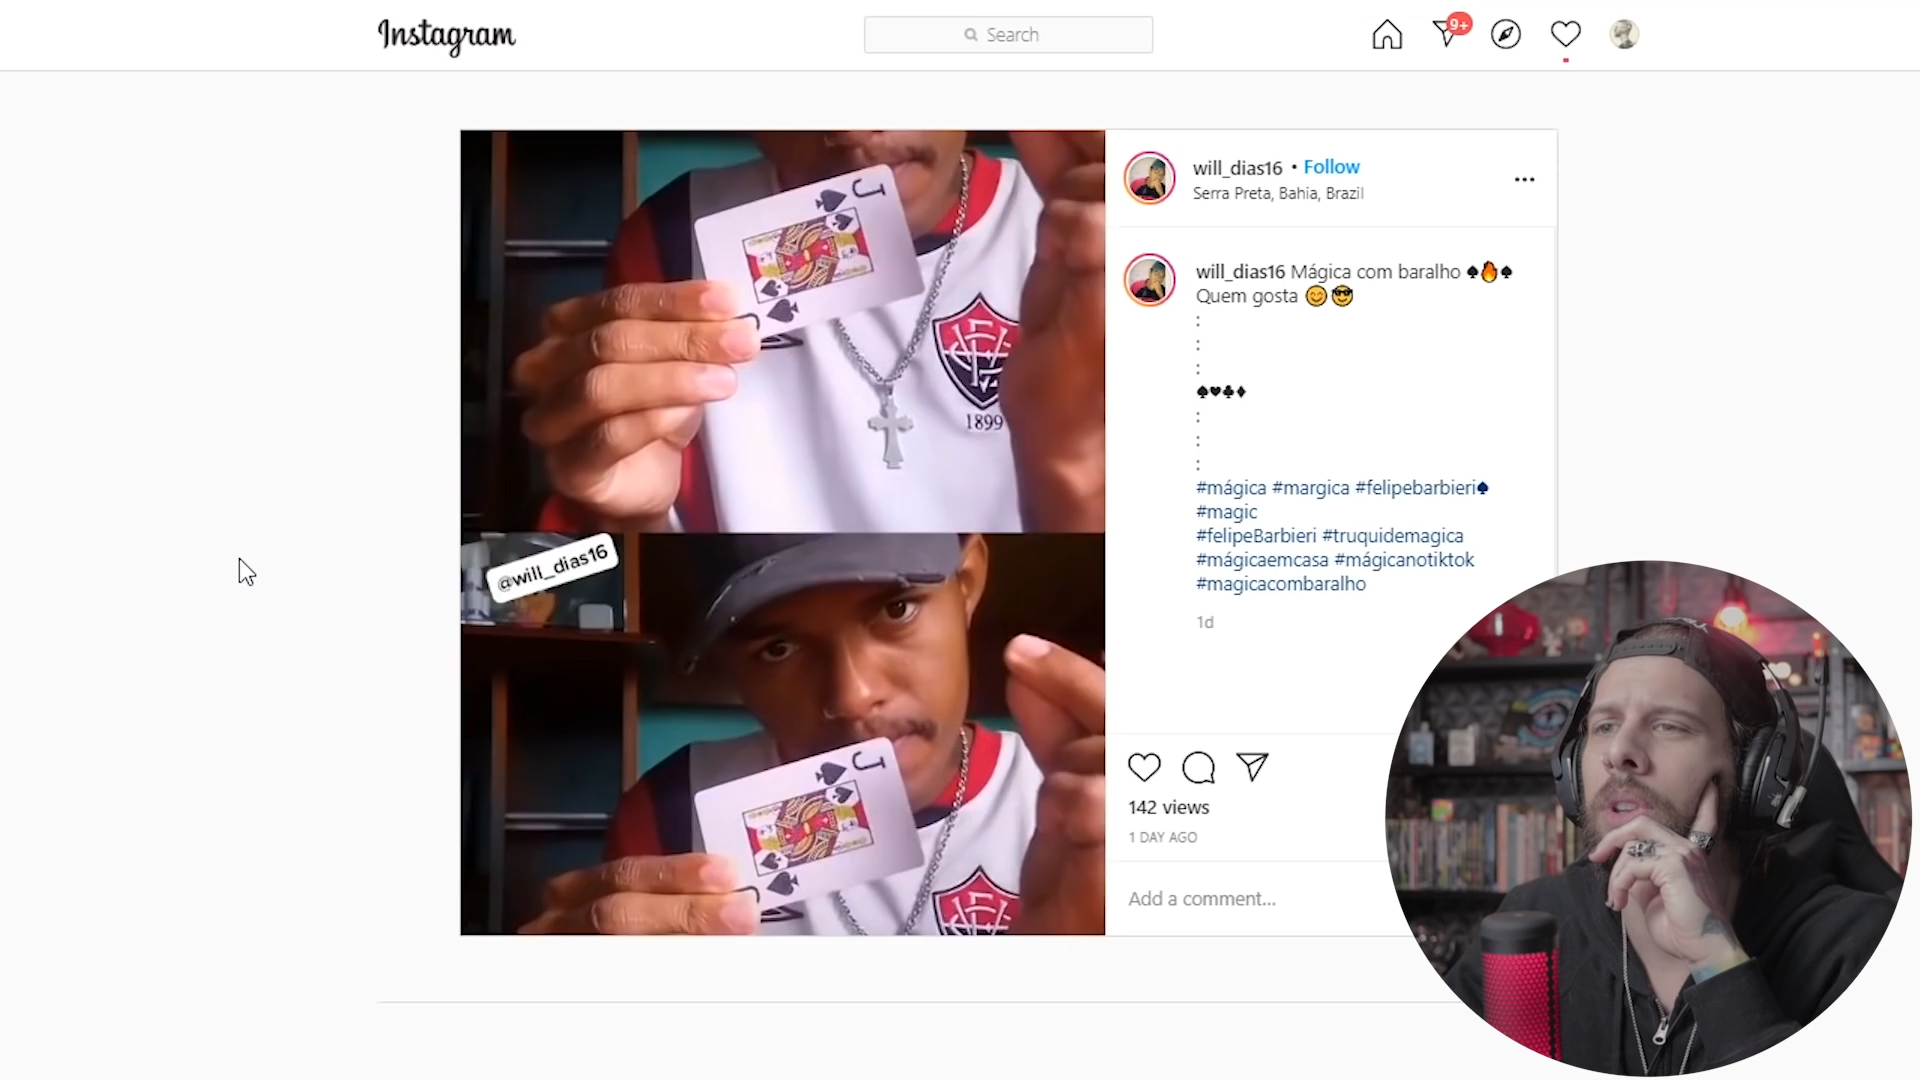 Instagram
Search
9+
will_dias16 • Follow
Serra Preta, Bahia, Brazil
will_dias16 Mágica com baralho ♠🔥♠
Quem gosta 😊😎
:
:
:
♠♥♣♦
:
:
:
#mágica #margica #felipebarbieri♠
#magic
#felipeBarbieri #truquidemagica
#mágicaemcasa #mágicanotiktok
#magicacombaralho
1d
142 views
1 DAY AGO
Add a comment...
J
1899
@will_dias16
J